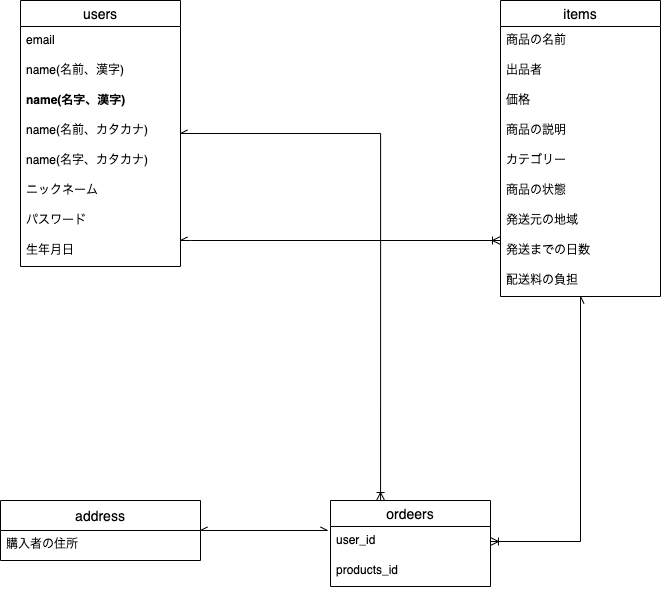 users
email
name(名前、漢字)
name(名字、漢字)
name(名前、カタカナ)
name(名字、カタカナ)
ニックネーム
パスワード
生年月日
items
商品の名前
出品者
価格
商品の説明
カテゴリー
商品の状態
発送元の地域
発送までの日数
配送料の負担
address
購入者の住所
ordeers
user_id
products_id